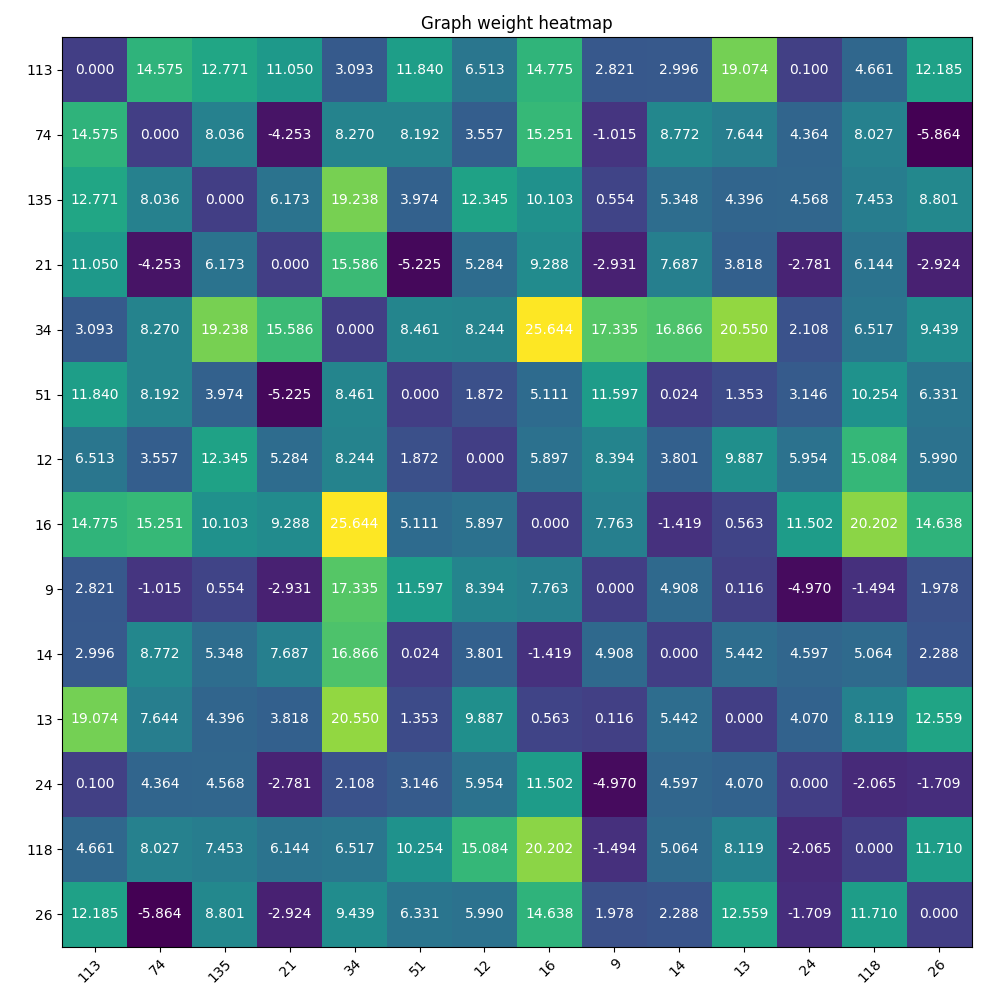 Graph weight heatmap
113 0.000 14.575 12.771 11.050 3.093 11.840 6.513 14.775 2.821 2.996 19.074 0.100 4.661 12.185
74 14.575 0.000 8.036 -4.253 8.270 8.192 3.557 15.251 -1.015 8.772 7.644 4.364 8.027 -5.864
135 12.771 8.036 0.000 6.173 19.238 3.974 12.345 10.103 0.554 5.348 4.396 4.568 7.453 8.801
21 11.050 -4.253 6.173 0.000 15.586 -5.225 5.284 9.288 -2.931 7.687 3.818 -2.781 6.144 -2.924
34 3.093 8.270 19.238 15.586 0.000 8.461 8.244 25.644 17.335 16.866 20.550 2.108 6.517 9.439
51 11.840 8.192 3.974 -5.225 8.461 0.000 1.872 5.111 11.597 0.024 1.353 3.146 10.254 6.331
12 6.513 3.557 12.345 5.284 8.244 1.872 0.000 5.897 8.394 3.801 9.887 5.954 15.084 5.990
16 14.775 15.251 10.103 9.288 25.644 5.111 5.897 0.000 7.763 -1.419 0.563 11.502 20.202 14.638
9 2.821 -1.015 0.554 -2.931 17.335 11.597 8.394 7.763 0.000 4.908 0.116 -4.970 -1.494 1.978
14 2.996 8.772 5.348 7.687 16.866 0.024 3.801 -1.419 4.908 0.000 5.442 4.597 5.064 2.288
13 19.074 7.644 4.396 3.818 20.550 1.353 9.887 0.563 0.116 5.442 0.000 4.070 8.119 12.559
24 0.100 4.364 4.568 -2.781 2.108 3.146 5.954 11.502 -4.970 4.597 4.070 0.000 -2.065 -1.709
118 4.661 8.027 7.453 6.144 6.517 10.254 15.084 20.202 -1.494 5.064 8.119 -2.065 0.000 11.710
26 12.185 -5.864 8.801 -2.924 9.439 6.331 5.990 14.638 1.978 2.288 12.559 -1.709 11.710 0.000
113 74 135 21 34 51 12 16 9 14 13 24 118 26